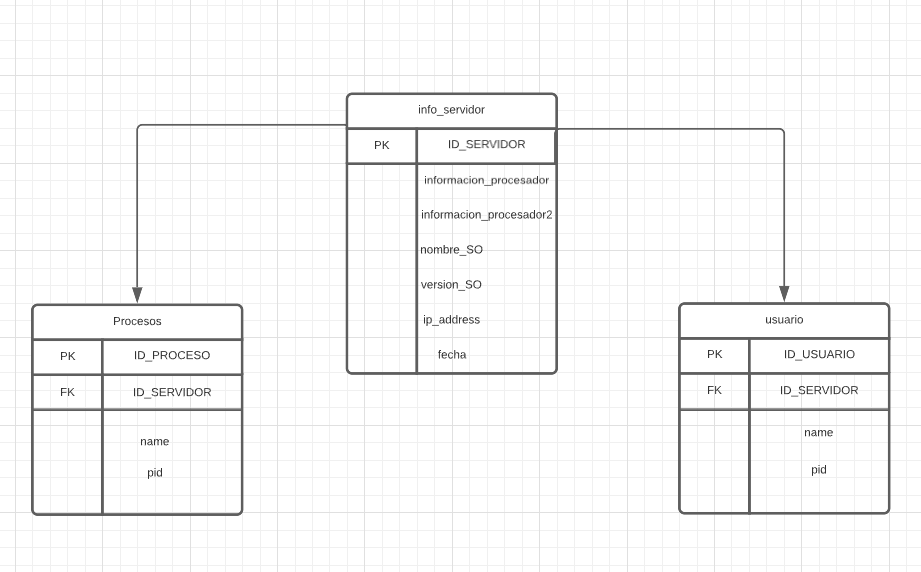 info_servidor
PK ID_SERVIDOR
informacion_procesador
informacion_procesador2
nombre_SO
version_SO
ip_address
fecha
Procesos
PK ID_PROCESO
FK ID_SERVIDOR
name
pid
usuario
PK ID_USUARIO
FK ID_SERVIDOR
name
pid